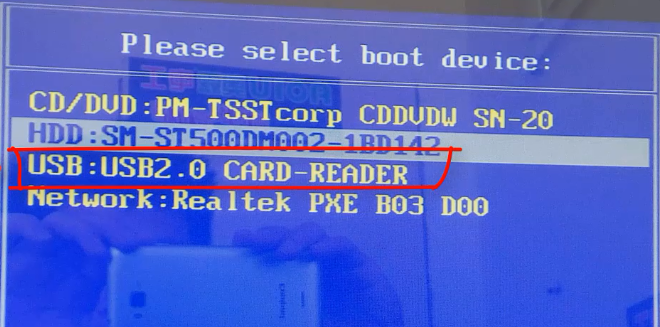 Please select boot device:
CD/DVD:PM-TSSTcorp CDDVDW SN-20
HDD:SM-ST500DM002-1BD142
USB:USB2.0 CARD-READER
Network:Realtek PXE B03 D00